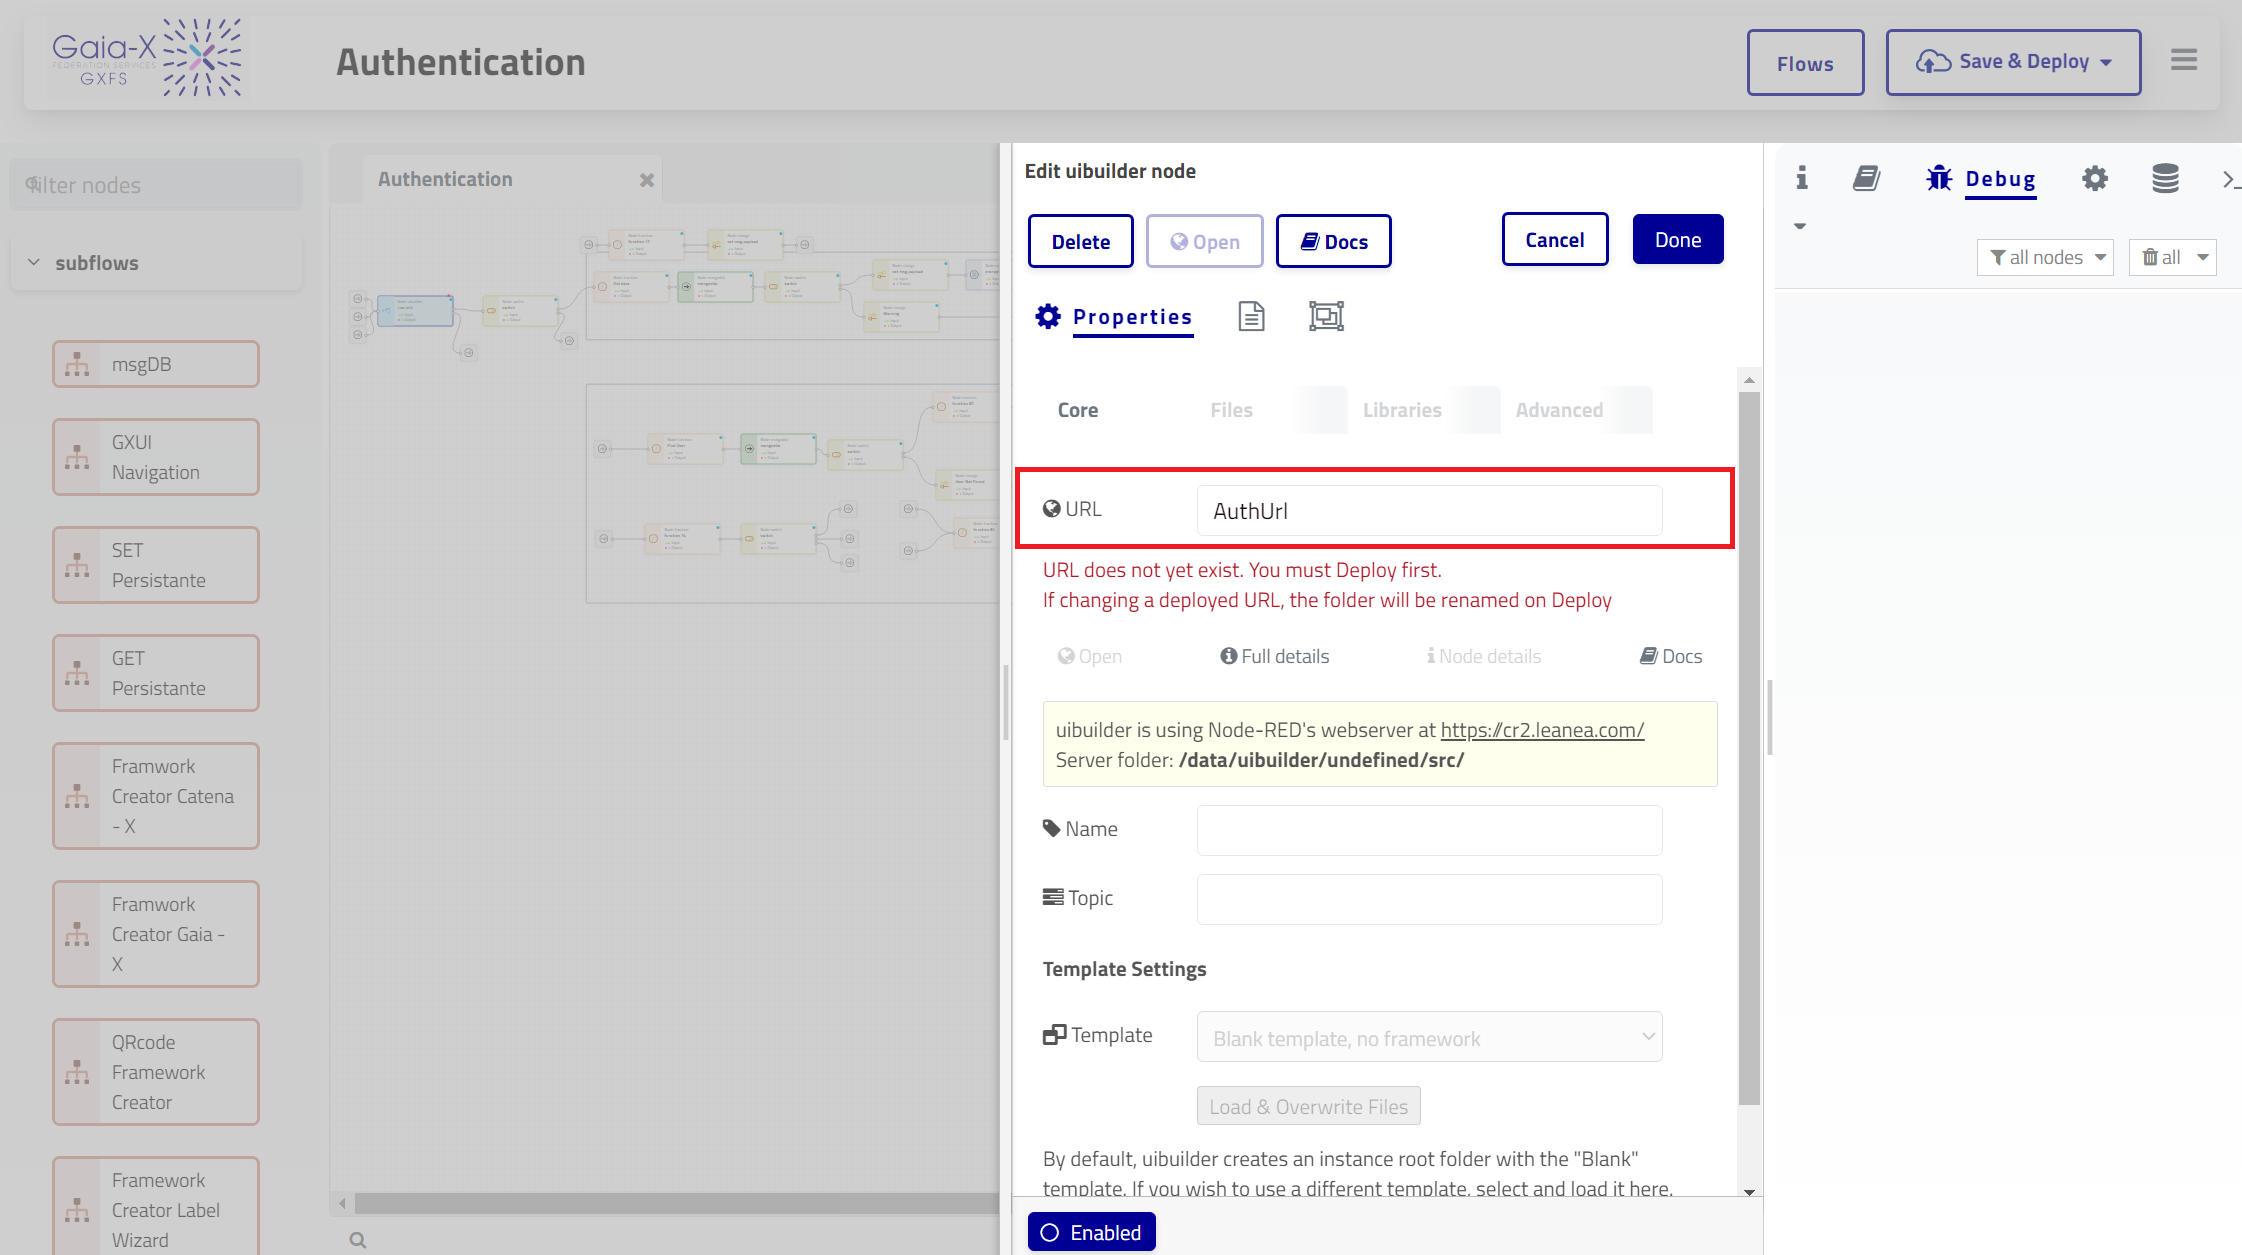 Gaia-X
FEDERATION SERVICES
GXFS
Authentication
Flows
Save & Deploy
filter nodes
subflows
msgDB
GXUI
Navigation
SET
Persistante
GET
Persistante
Framwork
Creator Catena
- X
Framwork
Creator Gaia -
X
QRcode
Framework
Creator
Framework
Creator Label
Wizard
Authentication
Edit uibuilder node
Delete
Open
Docs
Cancel
Done
Properties
Core
Files
Libraries
Advanced
URL
AuthUrl
URL does not yet exist. You must Deploy first.
If changing a deployed URL, the folder will be renamed on Deploy
Open
Full details
Node details
Docs
uibuilder is using Node-RED's webserver at https://cr2.leanea.com/
Server folder: /data/uibuilder/undefined/src/
Name
Topic
Template Settings
Template
Blank template, no framework
Load & Overwrite Files
By default, uibuilder creates an instance root folder with the "Blank"
template. If you wish to use a different template, select and load it here.
Enabled
Debug
all nodes
all